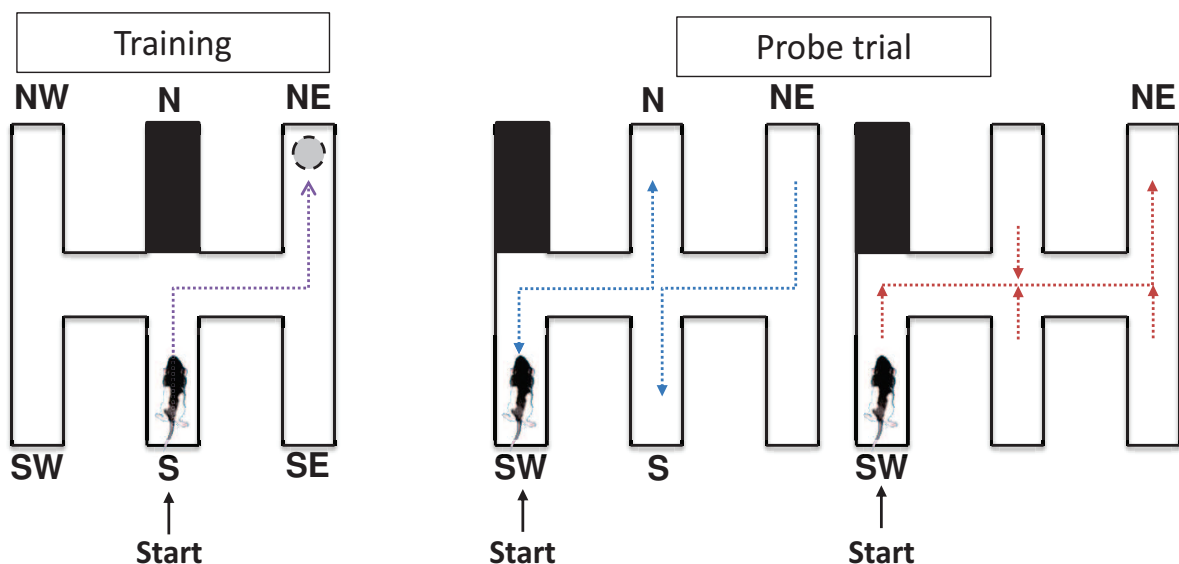 Training
NW N NE
SW S SE
Start
Probe trial
N NE
SW S
Start
NE
SW
Start